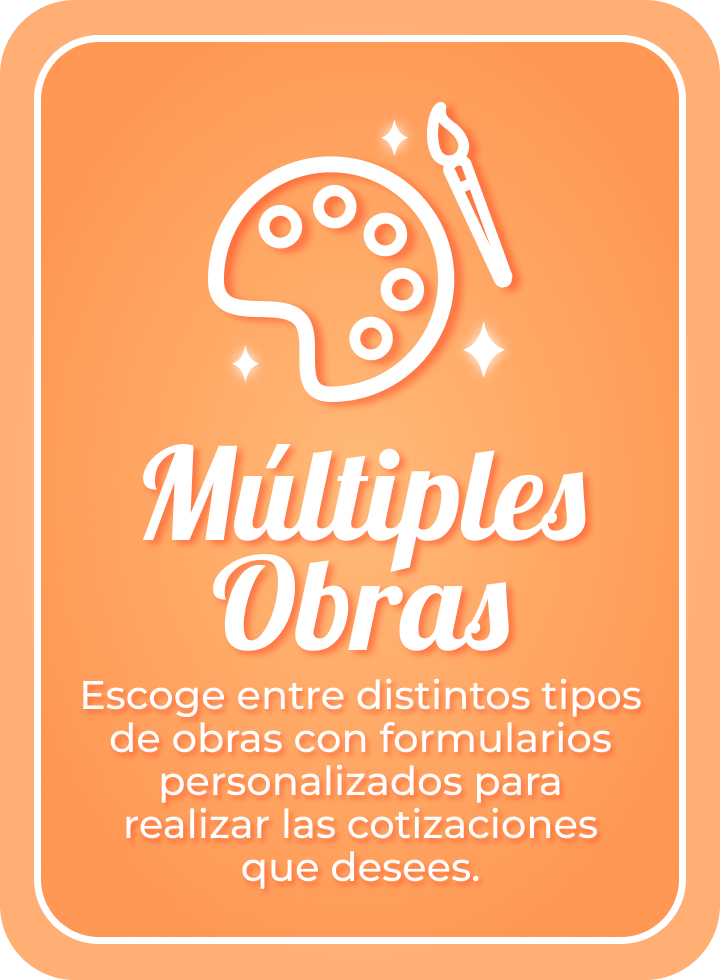 Múltiples
Obras
Escoge entre distintos tipos
de obras con formularios
personalizados para
realizar las cotizaciones
que desees.